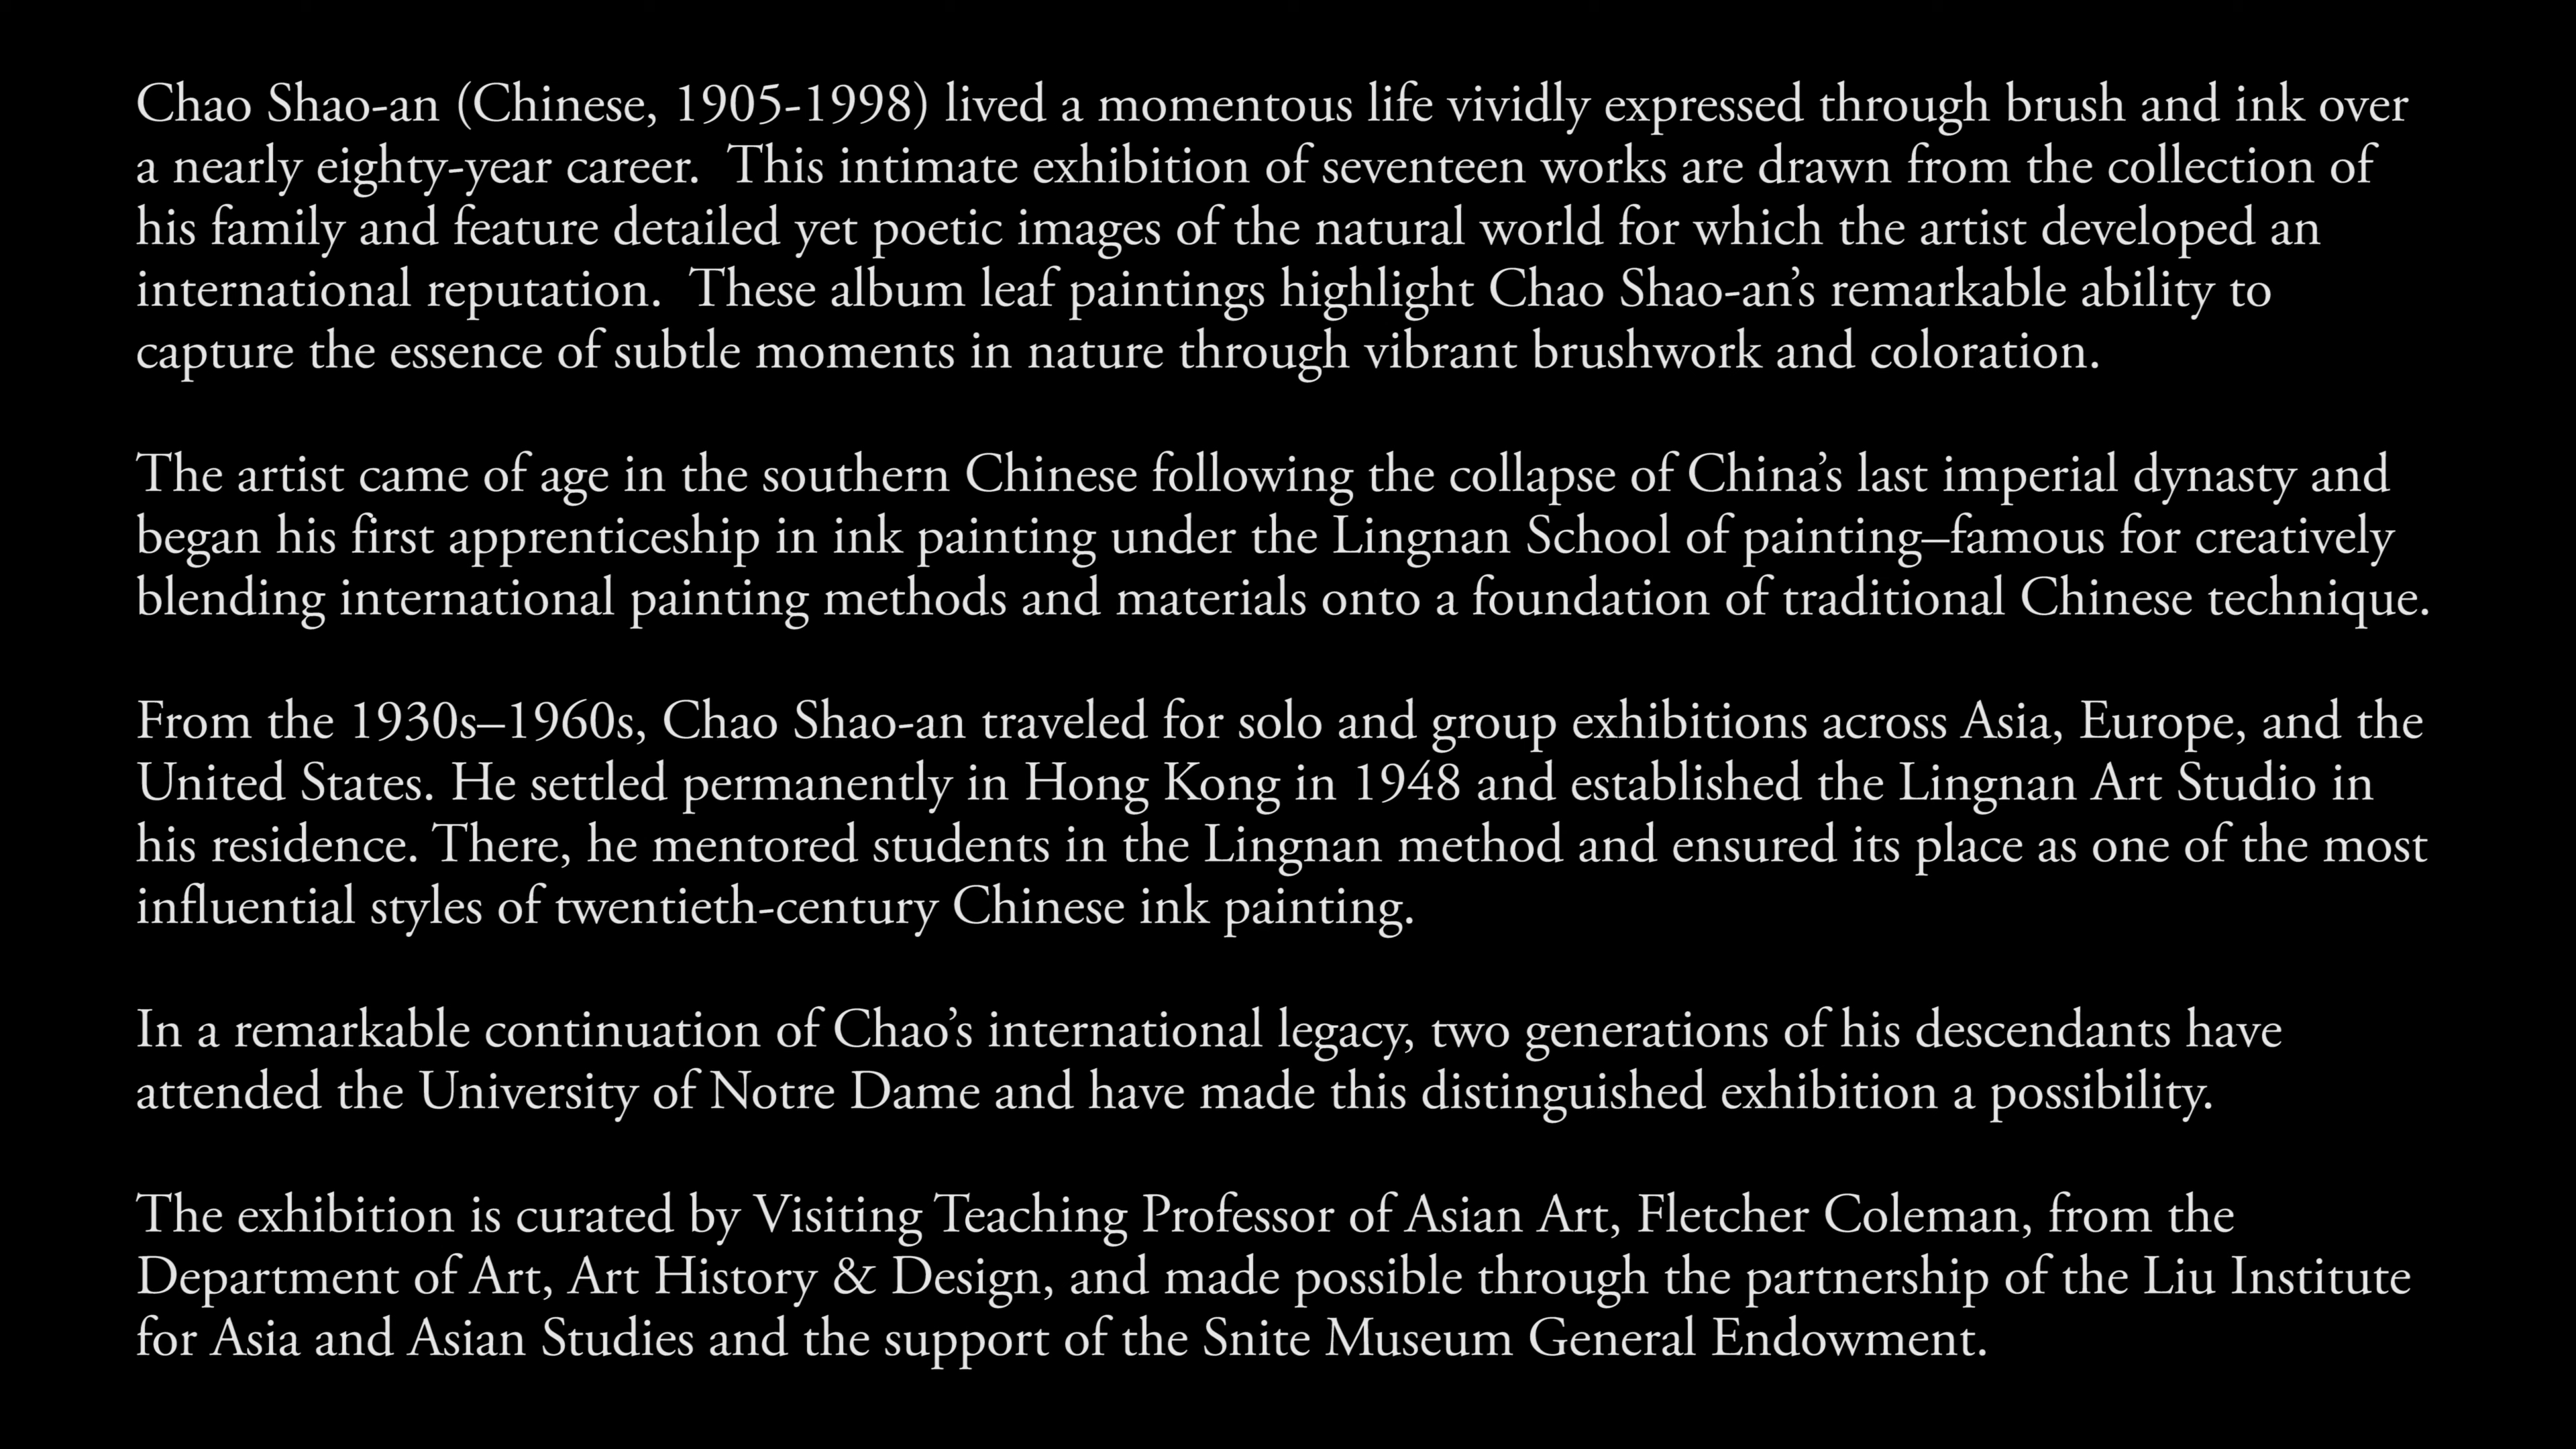 Chao Shao-an (Chinese, 1905-1998) lived a momentous life vividly expressed through brush and ink over
a nearly eighty-year career.  This intimate exhibition of seventeen works are drawn from the collection of
his family and feature detailed yet poetic images of the natural world for which the artist developed an
international reputation.  These album leaf paintings highlight Chao Shao-an’s remarkable ability to
capture the essence of subtle moments in nature through vibrant brushwork and coloration.
The artist came of age in the southern Chinese following the collapse of China’s last imperial dynasty and
began his first apprenticeship in ink painting under the Lingnan School of painting–famous for creatively
blending international painting methods and materials onto a foundation of traditional Chinese technique.
From the 1930s–1960s, Chao Shao-an traveled for solo and group exhibitions across Asia, Europe, and the
United States. He settled permanently in Hong Kong in 1948 and established the Lingnan Art Studio in
his residence. There, he mentored students in the Lingnan method and ensured its place as one of the most
influential styles of twentieth-century Chinese ink painting.
In a remarkable continuation of Chao’s international legacy, two generations of his descendants have
attended the University of Notre Dame and have made this distinguished exhibition a possibility.
The exhibition is curated by Visiting Teaching Professor of Asian Art, Fletcher Coleman, from the
Department of Art, Art History & Design, and made possible through the partnership of the Liu Institute
for Asia and Asian Studies and the support of the Snite Museum General Endowment.